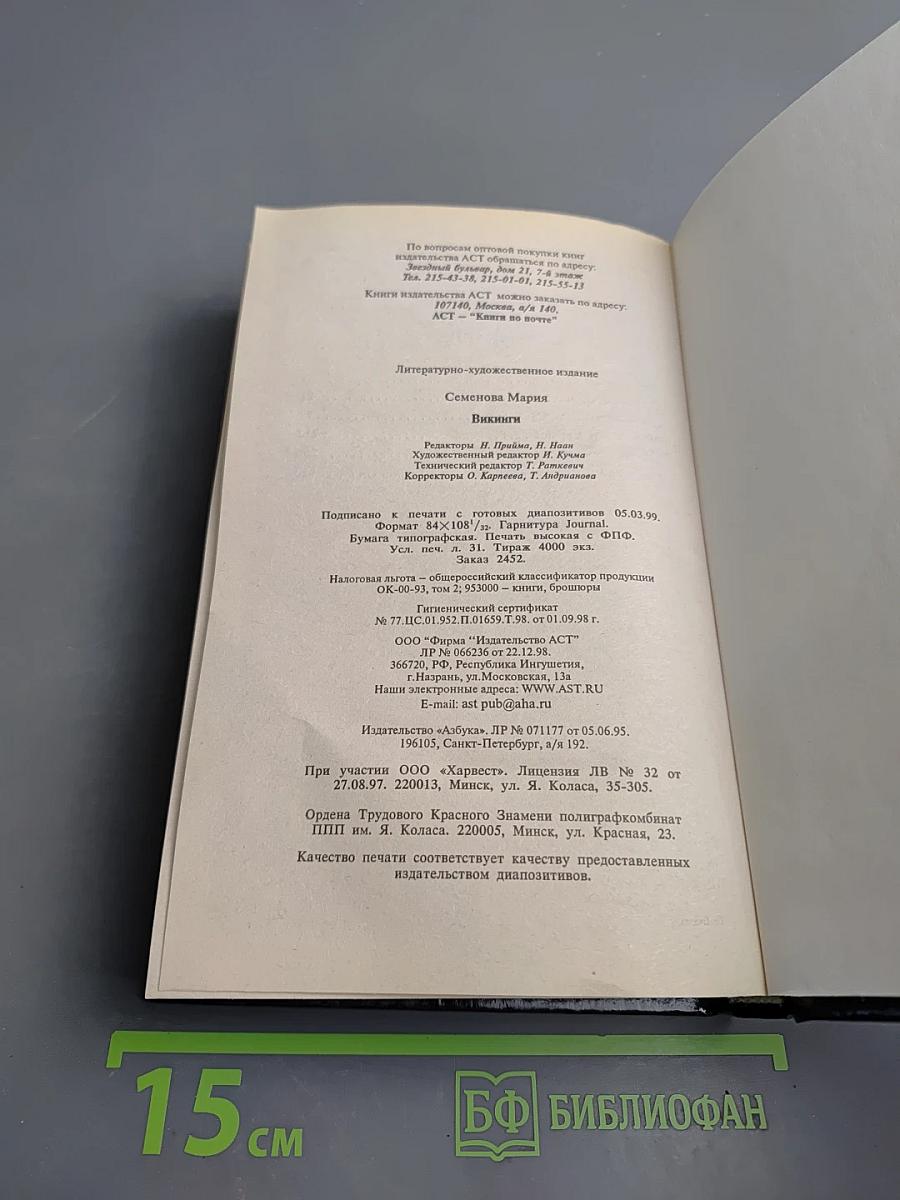 По вопросам оптовой покупки книг
издательства АСТ обращаться по адресу:
Звездный бульвар, дом 21, 7-й этаж
Тел. 215-43-38, 215-01-01, 215-55-13
Книги издательства АСТ можно заказать по адресу:
107140, Москва, а/я 140,
АСТ – "Книги по почте"
Литературно-художественное издание
Семенова Мария
Викинги
Редакторы Н. Прийма, Н. Наан
Художественный редактор И. Кучма
Технический редактор Т. Раткевич
Корректоры О. Карпеева, Т. Андрианова
Подписано к печати с готовых диапозитивов 05.03.99.
Формат 84×108¹/₃₂. Гарнитура Journal.
Бумага типографская. Печать высокая с ФПФ.
Усл. печ. л. 31. Тираж 4000 экз.
Заказ 2452.
Налоговая льгота – общероссийский классификатор продукции
ОК-00-93, том 2; 953000 – книги, брошюры
Гигиенический сертификат
№ 77.ЦС.01.952.П.01659.Т.98. от 01.09.98 г.
ООО "Фирма "Издательство АСТ"
ЛР № 066236 от 22.12.98.
366720, РФ, Республика Ингушетия,
г.Назрань, ул.Московская, 13а
Наши электронные адреса: WWW.AST.RU
E-mail: ast pub@aha.ru
Издательство «Азбука». ЛР № 071177 от 05.06.95.
196105, Санкт-Петербург, а/я 192.
При участии ООО «Харвест». Лицензия ЛВ № 32 от
27.08.97. 220013, Минск, ул. Я. Коласа, 35-305.
Ордена Трудового Красного Знамени полиграфкомбинат
ППП им. Я. Коласа. 220005, Минск, ул. Красная, 23.
Качество печати соответствует качеству предоставленных
издательством диапозитивов.
15 см
БФ БИБЛИОФАН